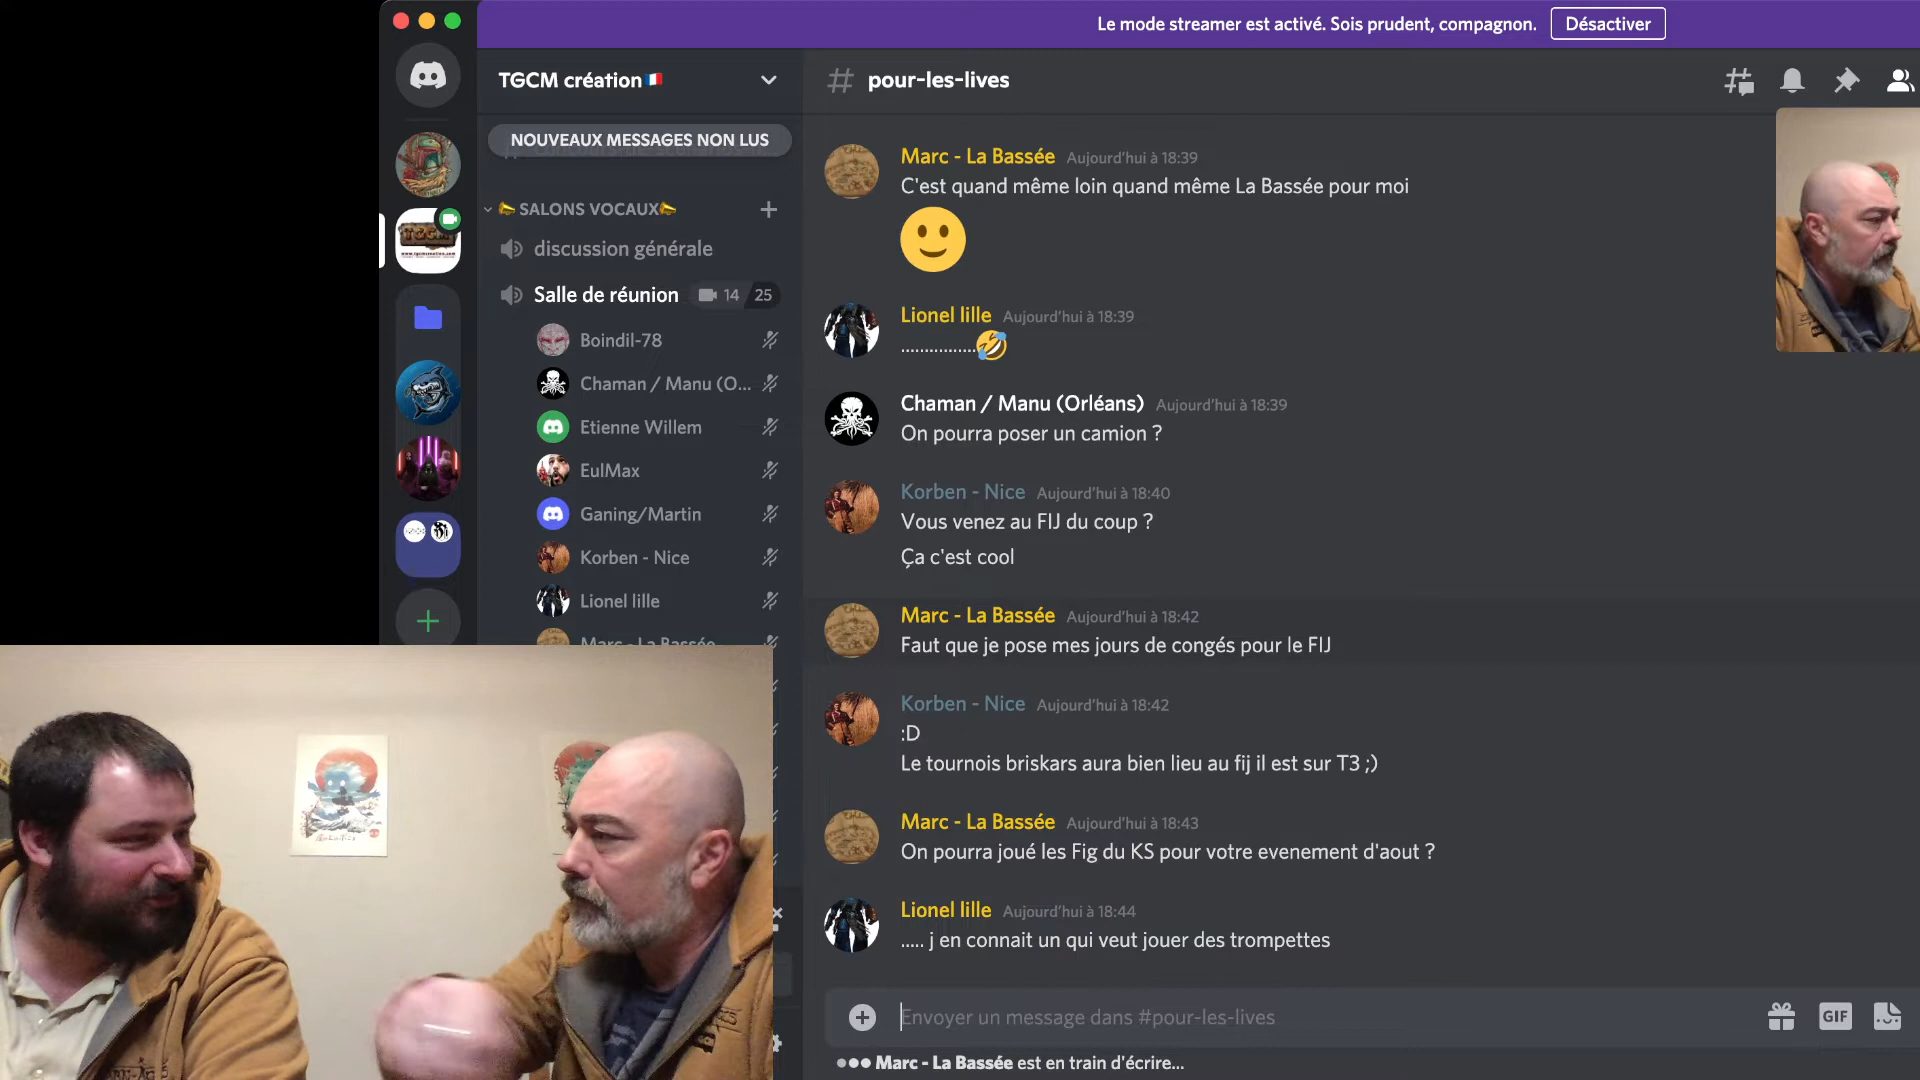 Le mode streamer est activé. Sois prudent, compagnon.
Désactiver
TGCM création
NOUVEAUX MESSAGES NON LUS
SALONS VOCAUX
discussion générale
Salle de réunion 14 25
Boindil-78
Chaman / Manu (O...
Etienne Willem
EulMax
Ganing/Martin
Korben - Nice
Lionel lille
Marc - La Bassée
# pour-les-lives
Marc - La Bassée Aujourd'hui à 18:39
C'est quand même loin quand même La Bassée pour moi
Lionel lille Aujourd'hui à 18:39
................
Chaman / Manu (Orléans) Aujourd'hui à 18:39
On pourra poser un camion ?
Korben - Nice Aujourd'hui à 18:40
Vous venez au FIJ du coup ?
Ça c'est cool
Marc - La Bassée Aujourd'hui à 18:42
Faut que je pose mes jours de congés pour le FIJ
Korben - Nice Aujourd'hui à 18:42
:D
Le tournois briskars aura bien lieu au fij il est sur T3 ;)
Marc - La Bassée Aujourd'hui à 18:43
On pourra joué les Fig du KS pour votre evenement d'aout ?
Lionel lille Aujourd'hui à 18:44
..... j en connait un qui veut jouer des trompettes
Envoyer un message dans #pour-les-lives
GIF
Marc - La Bassée est en train d'écrire...